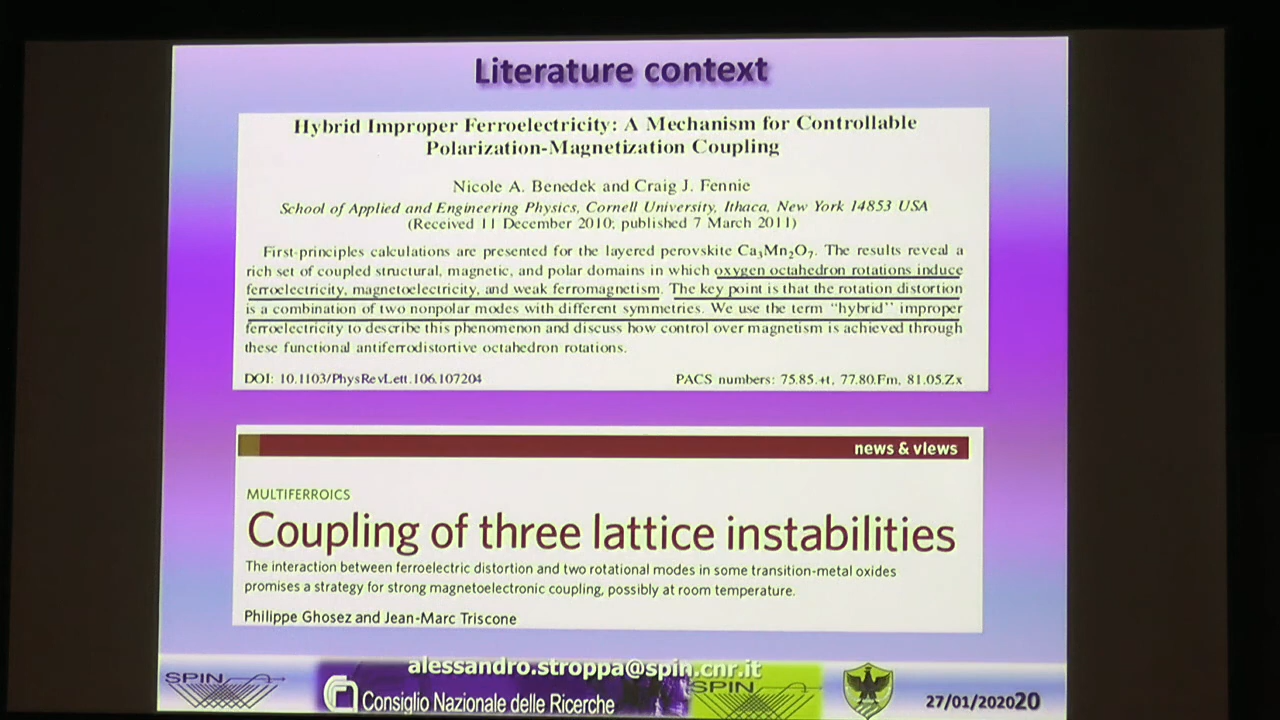 Literature context
Hybrid Improper Ferroelectricity: A Mechanism for Controllable
Polarization-Magnetization Coupling
Nicole A. Benedek and Craig J. Fennie
School of Applied and Engineering Physics, Cornell University, Ithaca, New York 14853 USA
(Received 11 December 2010; published 7 March 2011)
First-principles calculations are presented for the layered perovskite Ca₃Mn₂O₇. The results reveal a
rich set of coupled structural, magnetic, and polar domains in which oxygen octahedron rotations induce
ferroelectricity, magnetoelectricity, and weak ferromagnetism. The key point is that the rotation distortion
is a combination of two nonpolar modes with different symmetries. We use the term “hybrid” improper
ferroelectricity to describe this phenomenon and discuss how control over magnetism is achieved through
these functional antiferrodistortive octahedron rotations.
DOI: 10.1103/PhysRevLett.106.107204 PACS numbers: 75.85.+t, 77.80.Fm, 81.05.Zx
news & views
MULTIFERROICS
Coupling of three lattice instabilities
The interaction between ferroelectric distortion and two rotational modes in some transition-metal oxides
promises a strategy for strong magnetoelectronic coupling, possibly at room temperature.
Philippe Ghosez and Jean-Marc Triscone
alessandro.stroppa@spin.cnr.it
SPIN
Consiglio Nazionale delle Ricerche
SPIN
27/01/2020 20